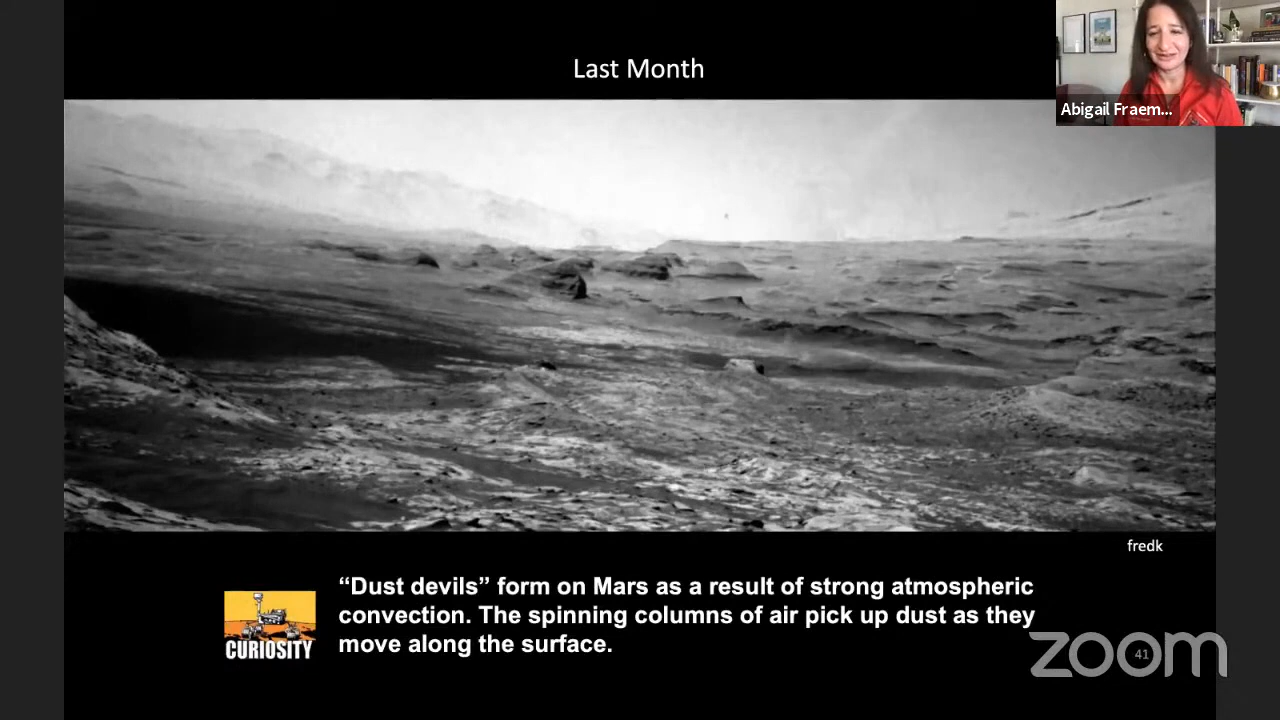 Last Month
Abigail Fraem...
fredk
“Dust devils” form on Mars as a result of strong atmospheric
convection. The spinning columns of air pick up dust as they
move along the surface.
CURIOSITY
zoom
41